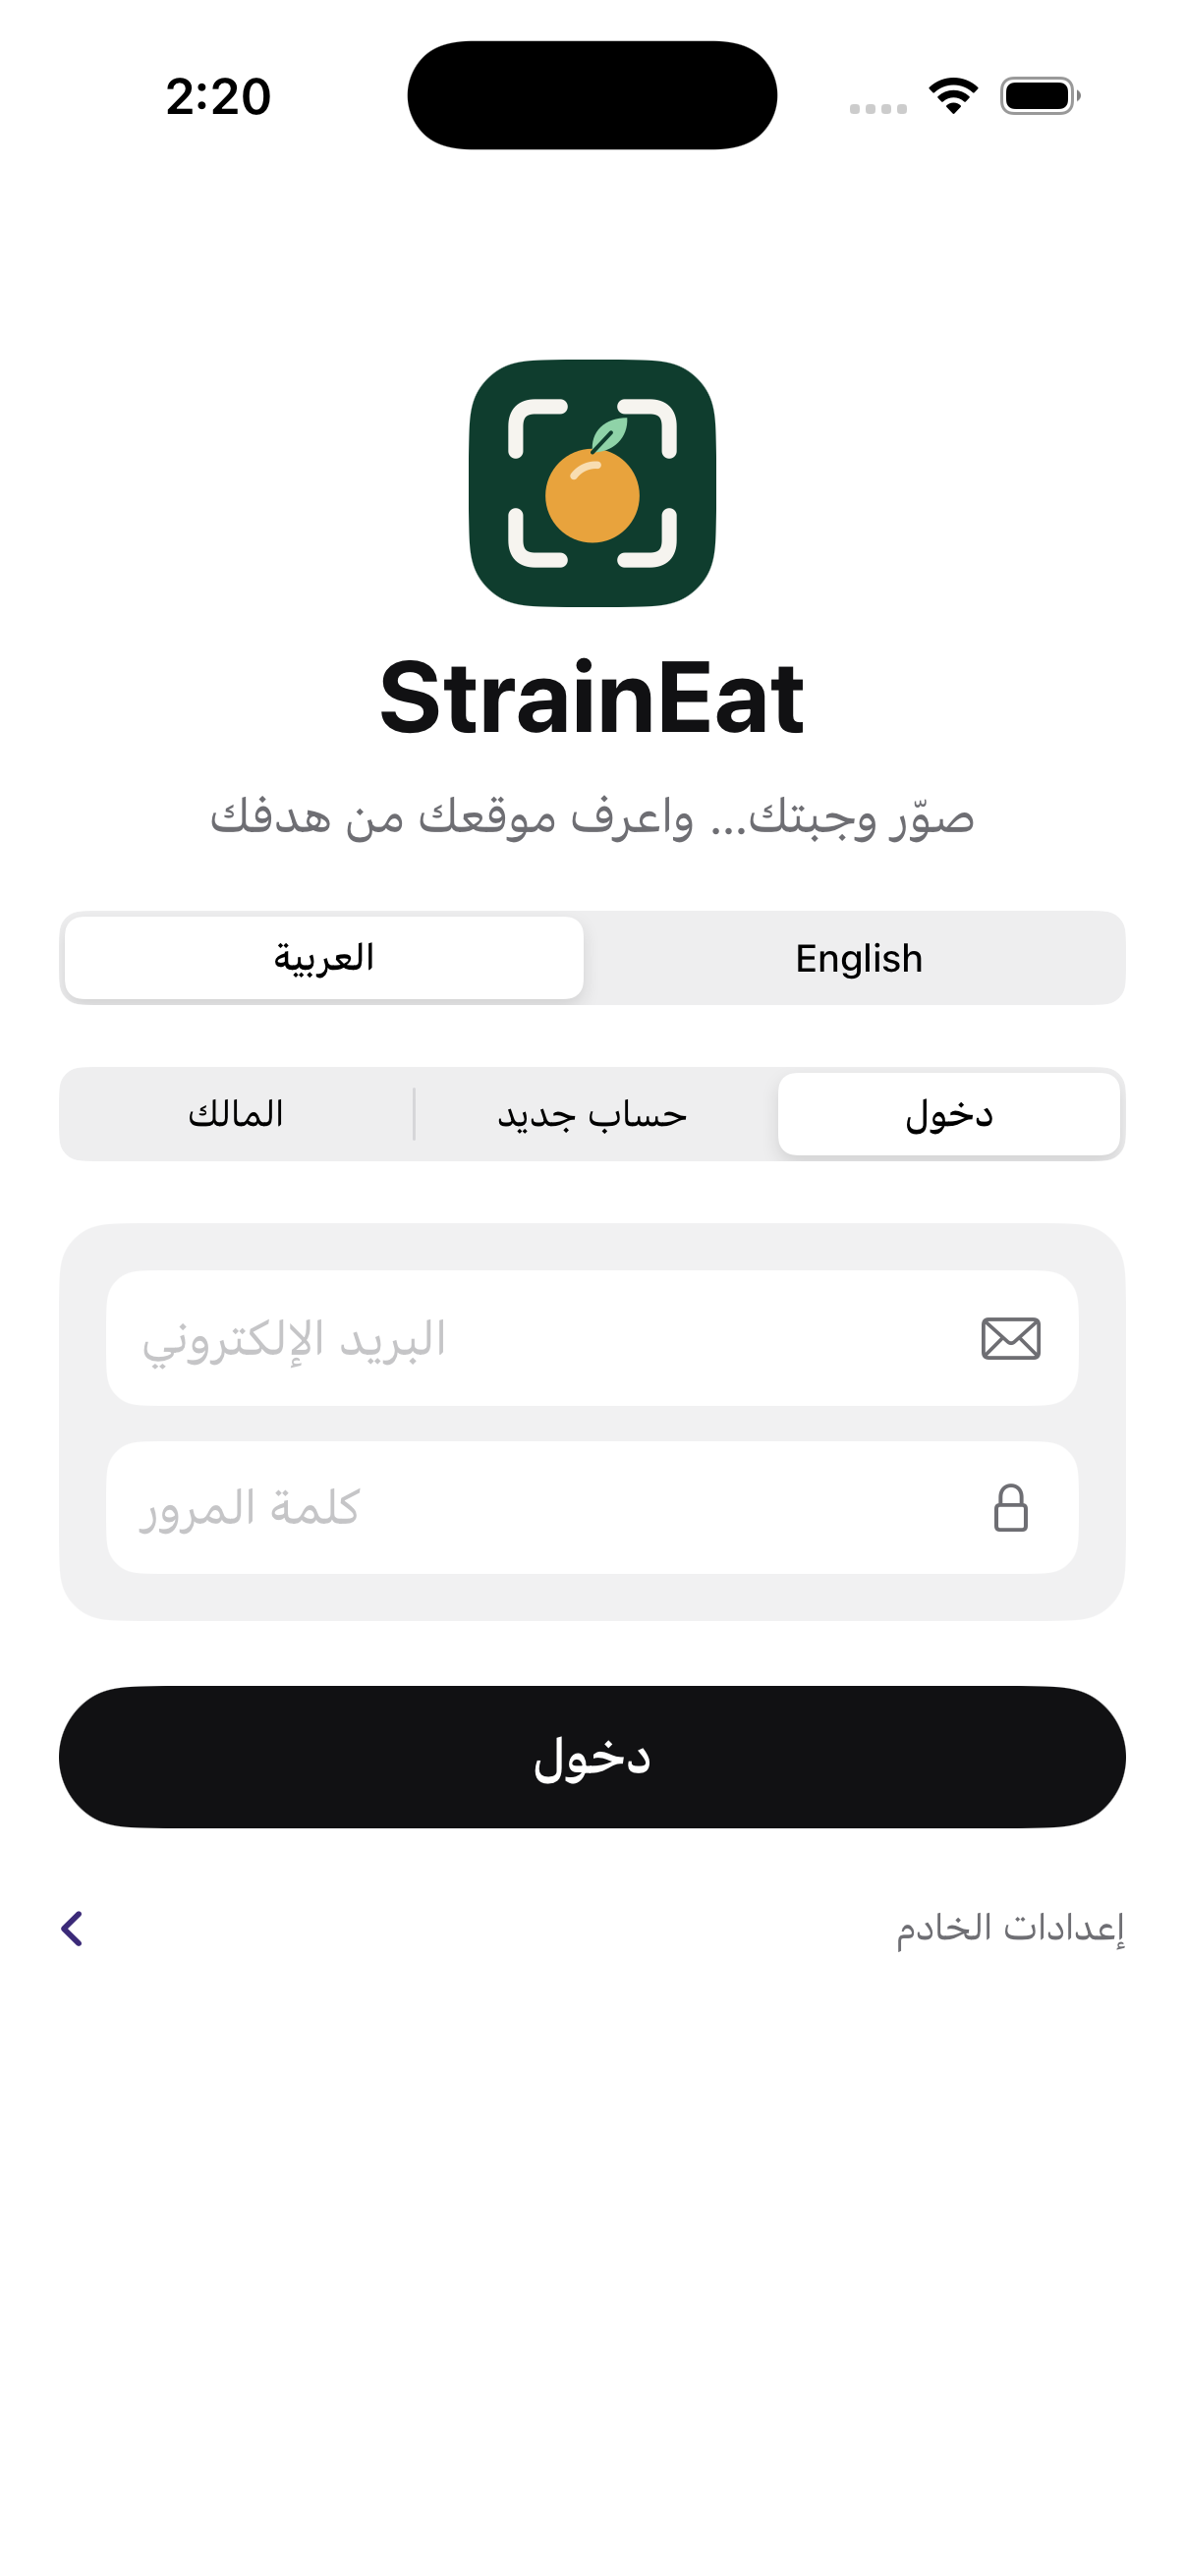 2:20
StrainEat
صوّر وجبتك... واعرف موقعك من هدفك
English العربية
دخول حساب جديد المالك
البريد الإلكتروني
كلمة المرور
دخول
إعدادات الخادم